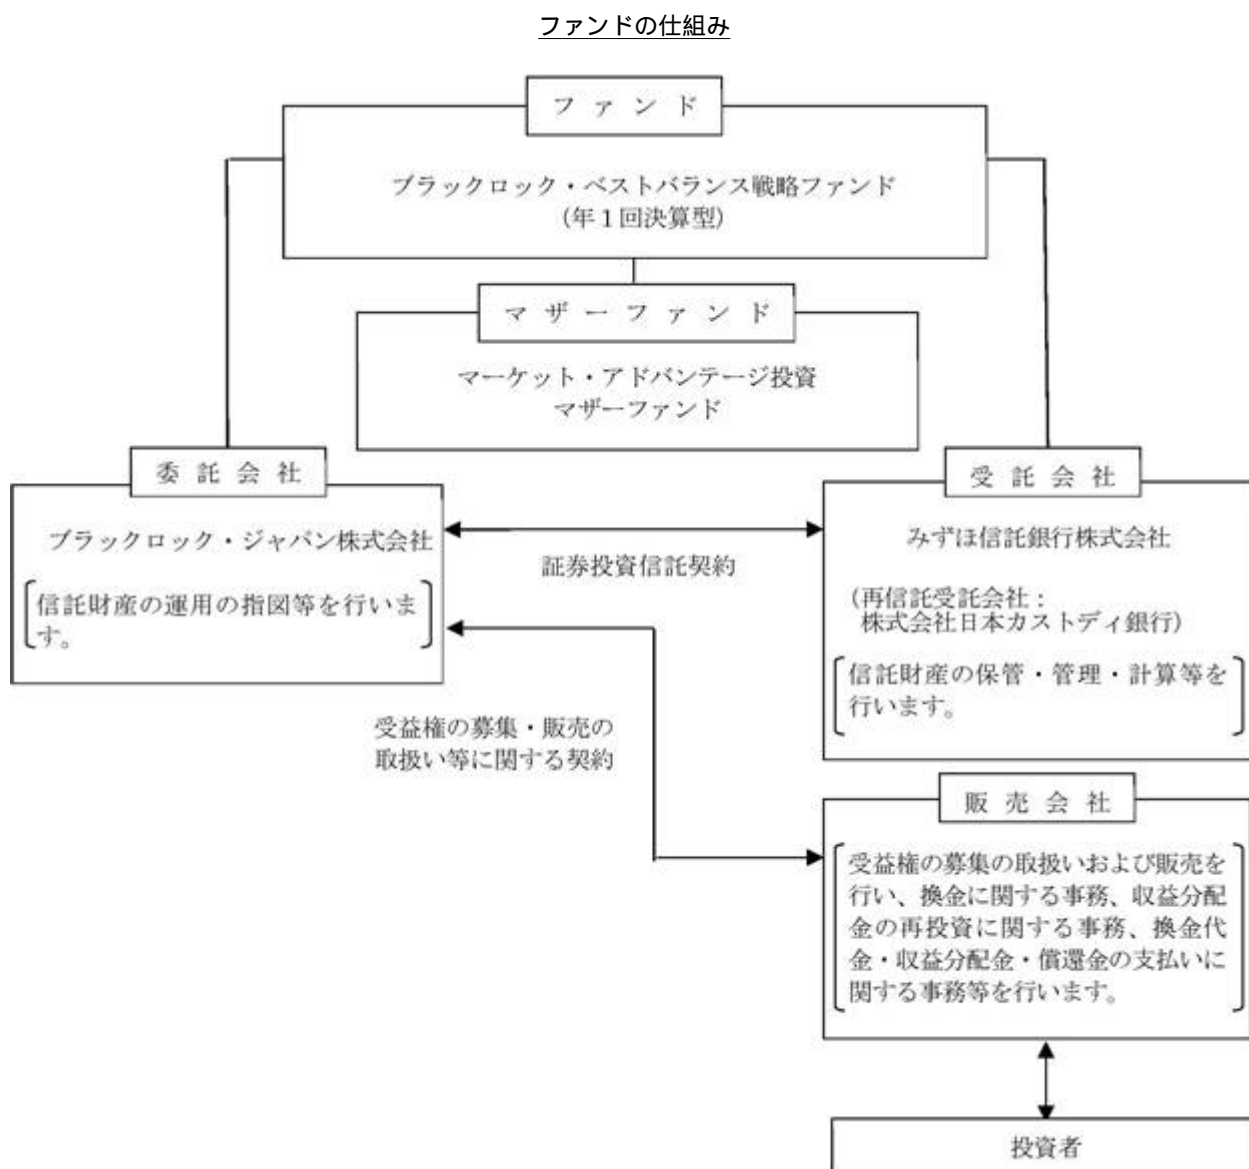 ファンドの仕組み
ファンド
ブラックロック・ベストバランス戦略ファンド
(年1回決算型)
マザーファンド
マーケット・アドバンテージ投資
マザーファンド
委託会社
ブラックロック・ジャパン株式会社
信託財産の運用の指図等を行いま
す。
証券投資信託契約
受託会社
みずほ信託銀行株式会社
(再信託受託会社:
株式会社日本カストディ銀行)
信託財産の保管・管理・計算等を
行います。
受益権の募集・販売の
取扱い等に関する契約
販売会社
受益権の募集の取扱いおよび販売を
行い、換金に関する事務、収益分配
金の再投資に関する事務、換金代
金・収益分配金・償還金の支払いに
関する事務等を行います。
投資者